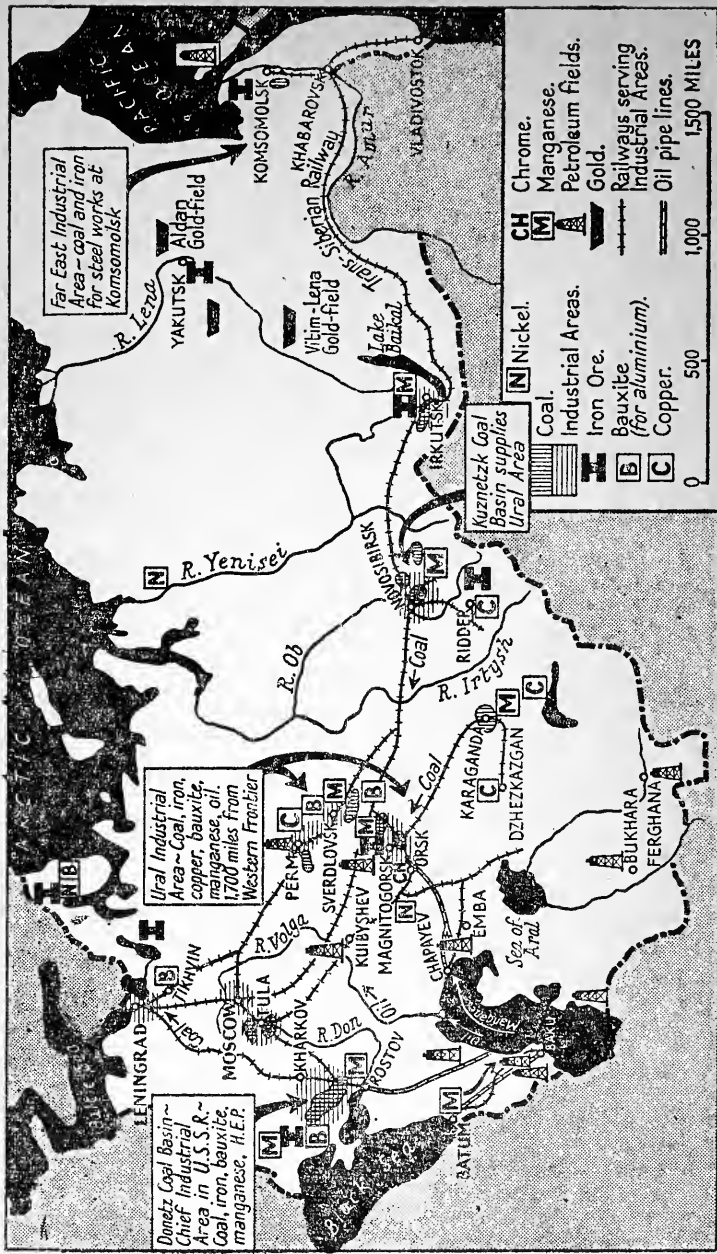 ARCTIC OCEAN
PACIFIC
OCEAN
Donetz Coal Basin~
Chief Industrial
Area in U.S.S.R.~
Coal, iron, bauxite,
manganese, H.E.P.
Ural Industrial
Area~Coal, iron,
copper, bauxite,
manganese, oil,
1,700 miles from
Western Frontier
Far East Industrial
Area~coal and iron
for steel works at
Komsomolsk
Kuznetzk Coal
Basin supplies
Ural Area
LENINGRAD
TIKHVIN
B
N B
Coal
MOSCOW
TULA
R. Volga
KHARKOV
R. Don
ROSTOV
M
B
M
BLACK SEA
BATUM
M
BAKU
Oil
Oil
KUIBYSHEV
CHAPAYEV
EMBA
Sea of
Aral
PERM
C
B
SVERDLOVSK
M
B
M
MAGNITOGORSK
CH
ORSK
N
Coal
KARAGANDA
M
C
C
DZHEZKAZGAN
BUKHARA
FERGHANA
R. Ob
R. Irtysh
Coal
NOVOSIBIRSK
M
RIDDER
C
N
R. Yenisei
IRKUTSK
M
Lake
Baikal
Vitim-Lena
Gold-field
YAKUTSK
Aldan
Gold-field
R. Lena
Trans-Siberian Railway
KOMSOMOLSK
KHABAROVSK
R. Amur
VLADIVOSTOK
N Nickel.
Coal.
Industrial Areas.
Iron Ore.
B Bauxite
(for aluminium).
C Copper.
CH Chrome.
M Manganese.
Petroleum fields.
Gold.
Railways serving
Industrial Areas.
Oil pipe lines.
0 500 1,000 1,500 MILES